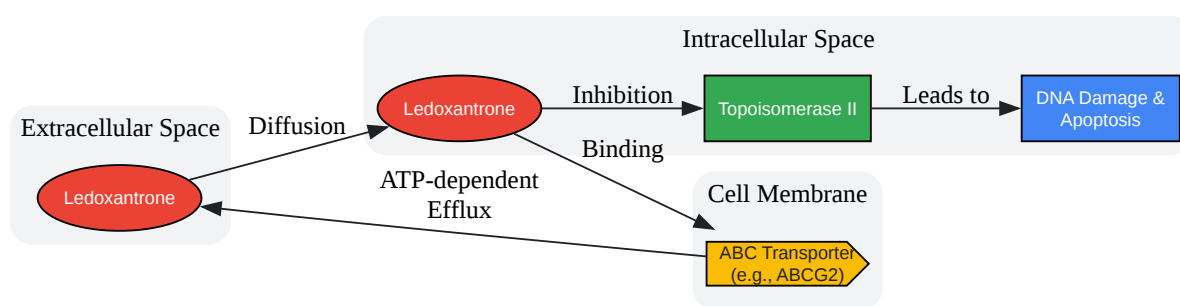 Intracellular Space
Ledoxantrone
Inhibition
Topoisomerase II
Leads to
DNA Damage &
Apoptosis
Extracellular Space
Diffusion
Ledoxantrone
Binding
ATP-dependent
Efflux
Cell Membrane
ABC Transporter
(e.g., ABCG2)